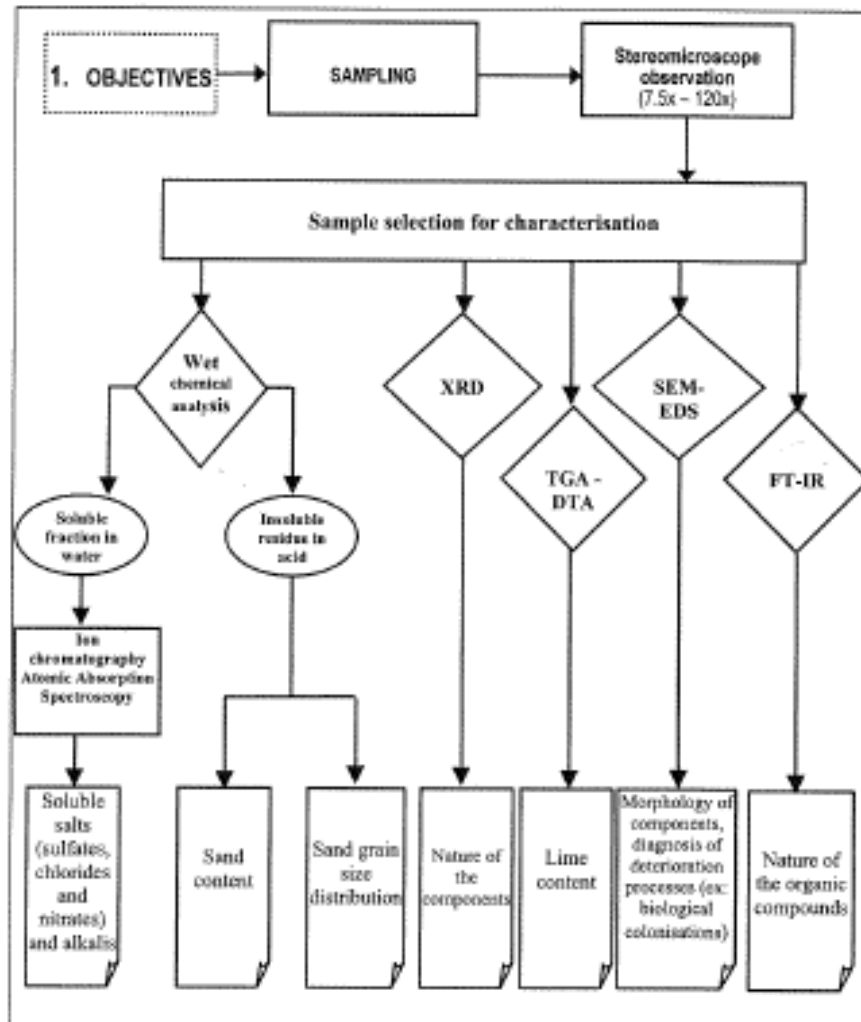 1. OBJECTIVES
SAMPLING
Stereomicroscope
observation
(7.5x – 120x)
Sample selection for characterisation
Wet
chemical
analysis
XRD
SEM-
EDS
TGA -
DTA
FT-IR
Soluble
fraction in
water
Insoluble
residue in
acid
Ion
chromatography
Atomic Absorption
Spectroscopy
Soluble
salts
(sulfates,
chlorides
and
nitrates)
and alkalis
Sand
content
Sand grain
size
distribution
Nature of
the
components
Lime
content
Morphology of
components,
diagnosis of
deterioration
processes (ex:
biological
colonisations)
Nature of
the organic
compounds